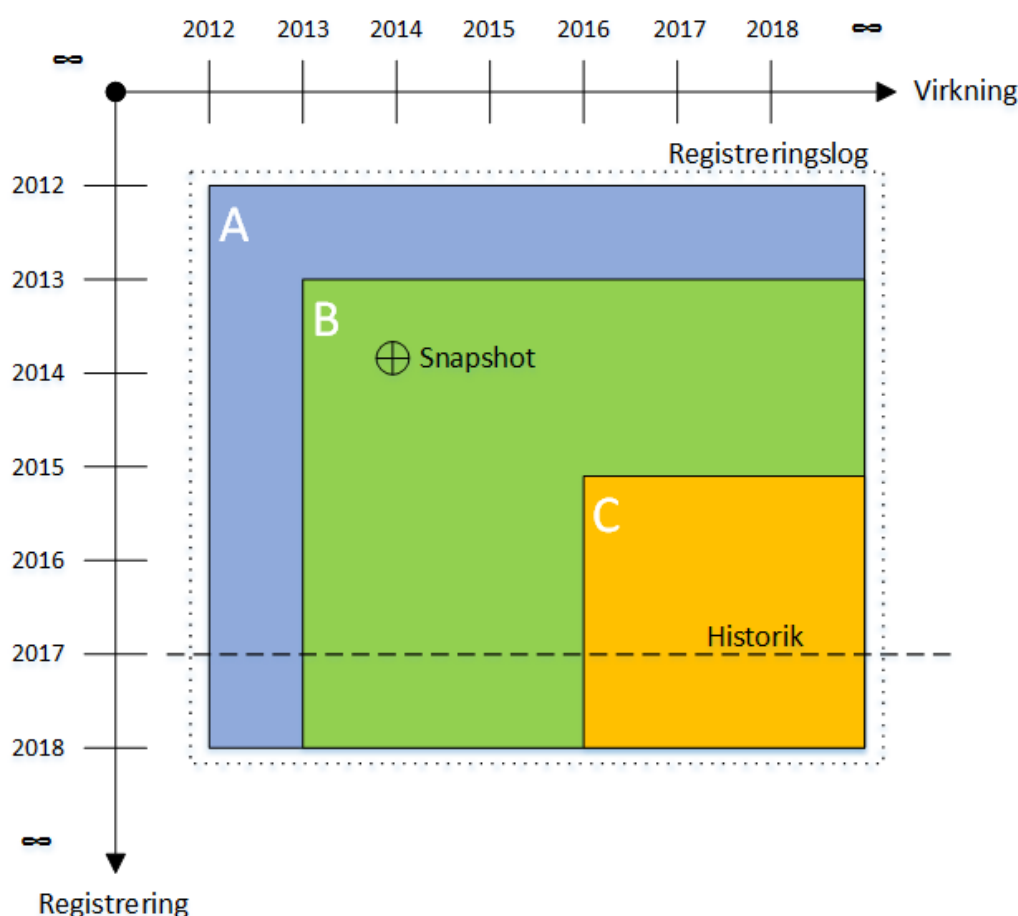 2012 2013 2014 2015 2016 2017 2018 ∞
∞
Virkning
Registreringslog
2012
A
2013
B
Snapshot
2014
2015
C
2016
Historik
2017
2018
∞
Registrering